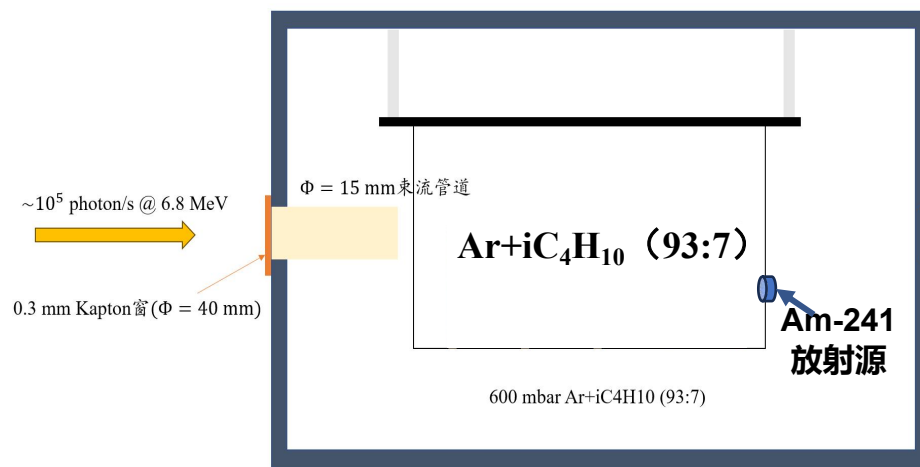 ~10⁵ photon/s @ 6.8 MeV
Φ = 15 mm束流管道
Ar+iC₄H₁₀（93:7）
0.3 mm Kapton窗(Φ = 40 mm)
Am-241
放射源
600 mbar Ar+iC4H10 (93:7)